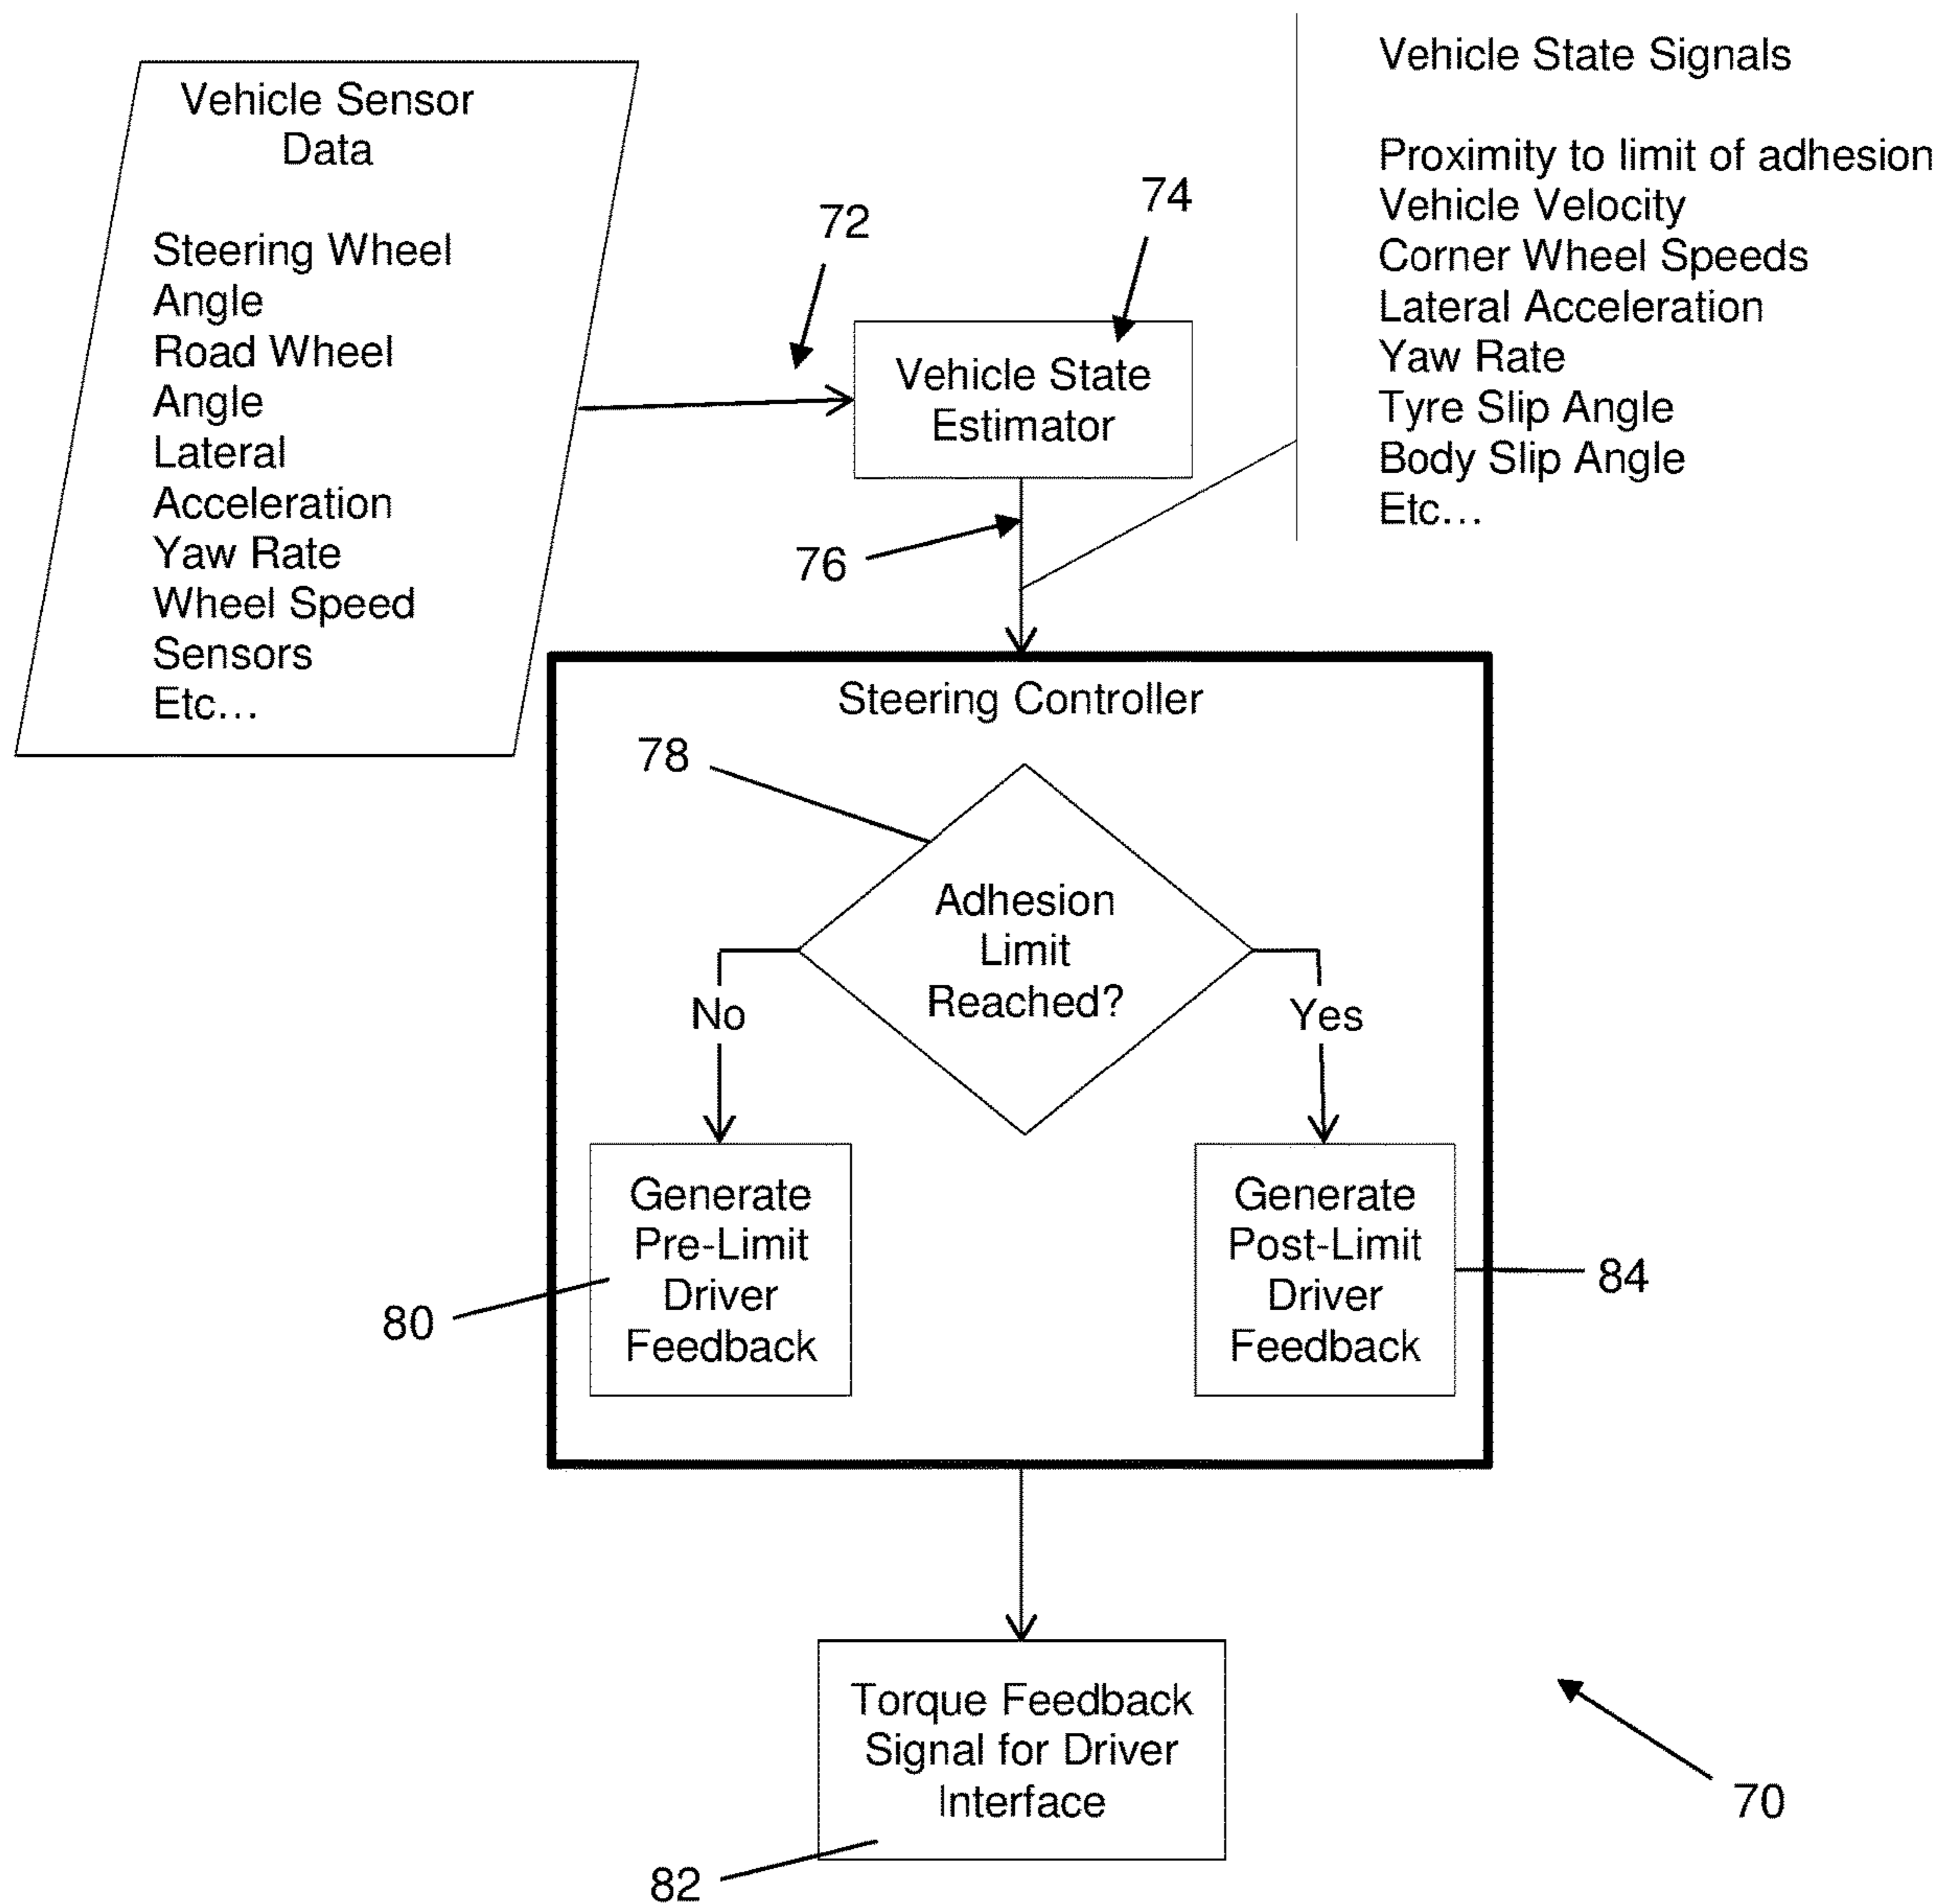 Vehicle Sensor
Data
Steering Wheel
Angle
Road Wheel
Angle
Lateral
Acceleration
Yaw Rate
Wheel Speed
Sensors
Etc...
72
74
Vehicle State
Estimator
76
Vehicle State Signals
Proximity to limit of adhesion
Vehicle Velocity
Corner Wheel Speeds
Lateral Acceleration
Yaw Rate
Tyre Slip Angle
Body Slip Angle
Etc...
Steering Controller
78
Adhesion
Limit
Reached?
No
Yes
Generate
Pre-Limit
Driver
Feedback
80
Generate
Post-Limit
Driver
Feedback
84
Torque Feedback
Signal for Driver
Interface
82
70